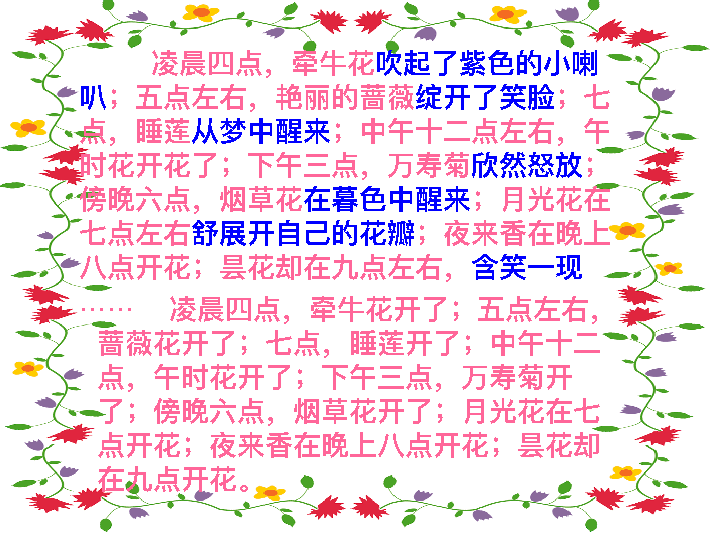 凌晨四点，牵牛花吹起了紫色的小喇
叭；五点左右，艳丽的蔷薇绽开了笑脸；七
点，睡莲从梦中醒来；中午十二点左右，午
时花开花了；下午三点，万寿菊欣然怒放；
傍晚六点，烟草花在暮色中醒来；月光花在
七点左右舒展开自己的花瓣；夜来香在晚上
八点开花；昙花却在九点左右，含笑一现
…… 凌晨四点，牵牛花开了；五点左右，
蔷薇花开了；七点，睡莲开了；中午十二
点，午时花开了；下午三点，万寿菊开
了；傍晚六点，烟草花开了；月光花在七
点开花；夜来香在晚上八点开花；昙花却
在九点开花。